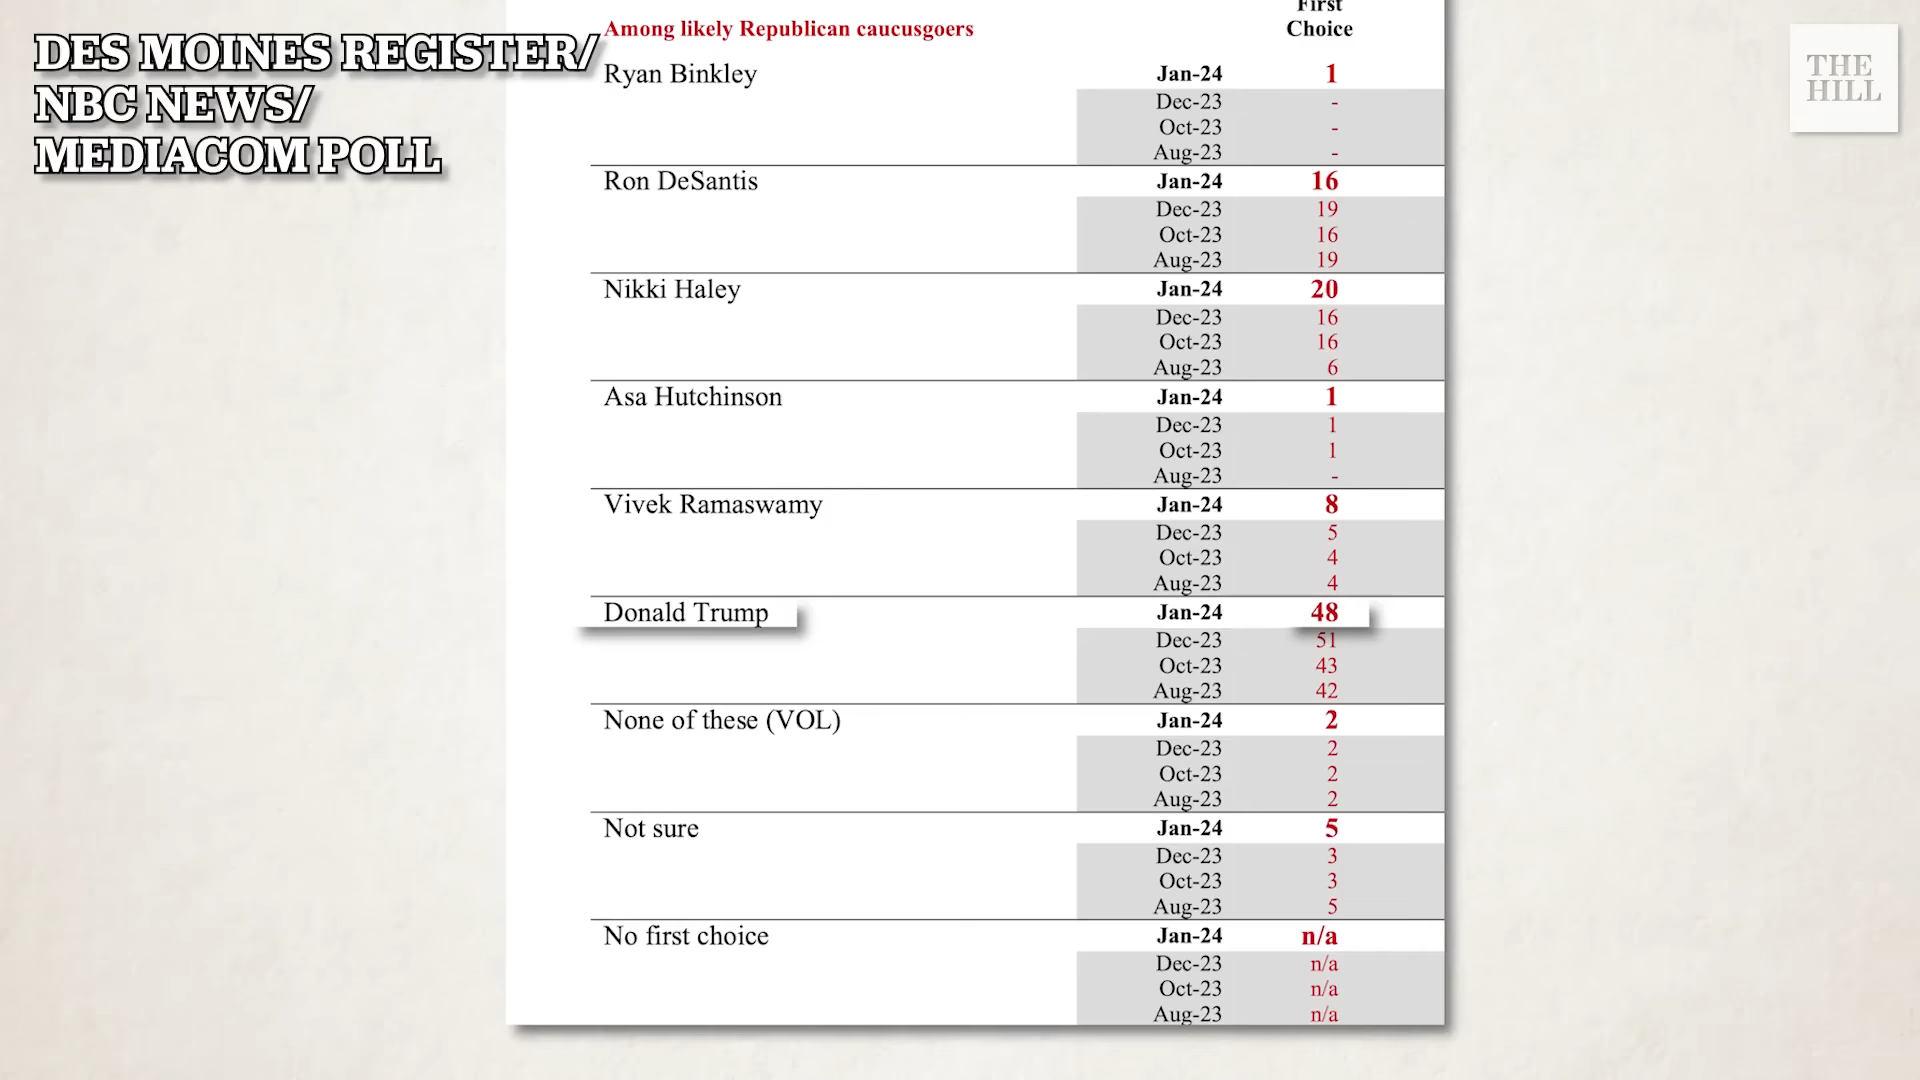 DES MOINES REGISTER/
NBC NEWS/
MEDIACOM POLL
THE
HILL
First
Among likely Republican caucusgoers Choice
Ryan Binkley Jan-24 1
Dec-23 -
Oct-23 -
Aug-23 -
Ron DeSantis Jan-24 16
Dec-23 19
Oct-23 16
Aug-23 19
Nikki Haley Jan-24 20
Dec-23 16
Oct-23 16
Aug-23 6
Asa Hutchinson Jan-24 1
Dec-23 1
Oct-23 1
Aug-23 -
Vivek Ramaswamy Jan-24 8
Dec-23 5
Oct-23 4
Aug-23 4
Donald Trump Jan-24 48
Dec-23 51
Oct-23 43
Aug-23 42
None of these (VOL) Jan-24 2
Dec-23 2
Oct-23 2
Aug-23 2
Not sure Jan-24 5
Dec-23 3
Oct-23 3
Aug-23 5
No first choice Jan-24 n/a
Dec-23 n/a
Oct-23 n/a
Aug-23 n/a